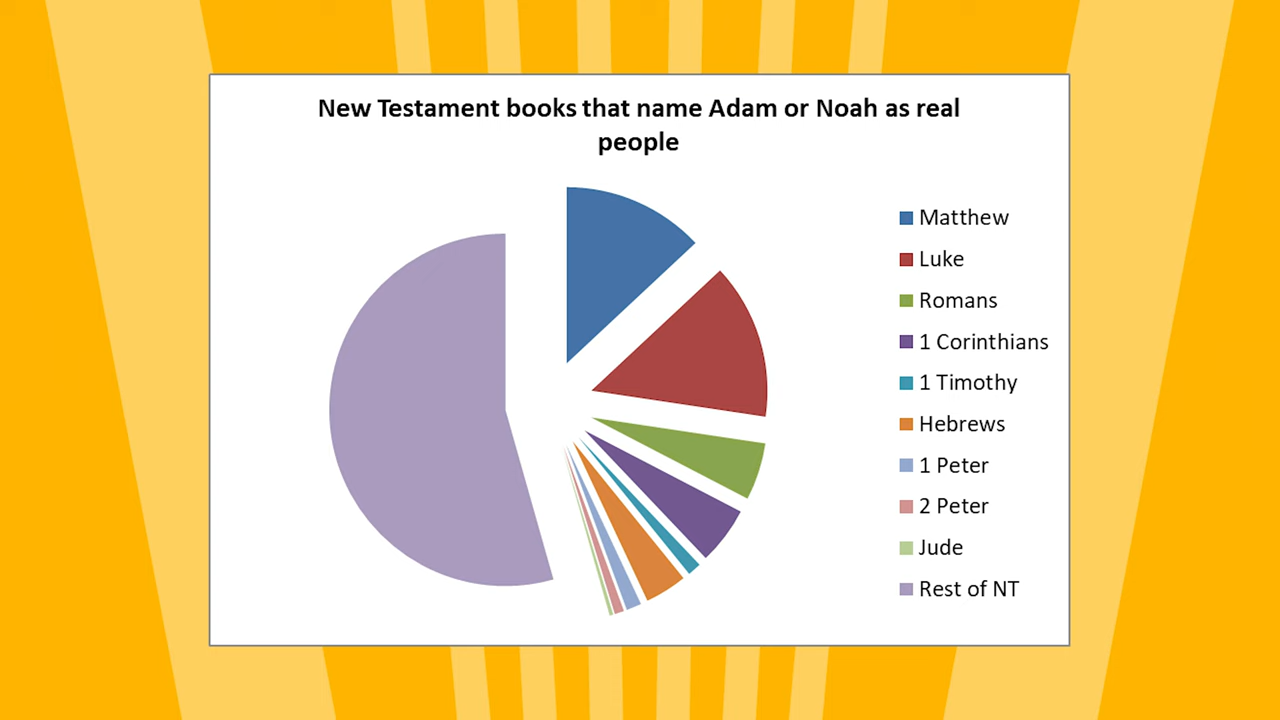 New Testament books that name Adam or Noah as real
people
Matthew
Luke
Romans
1 Corinthians
1 Timothy
Hebrews
1 Peter
2 Peter
Jude
Rest of NT